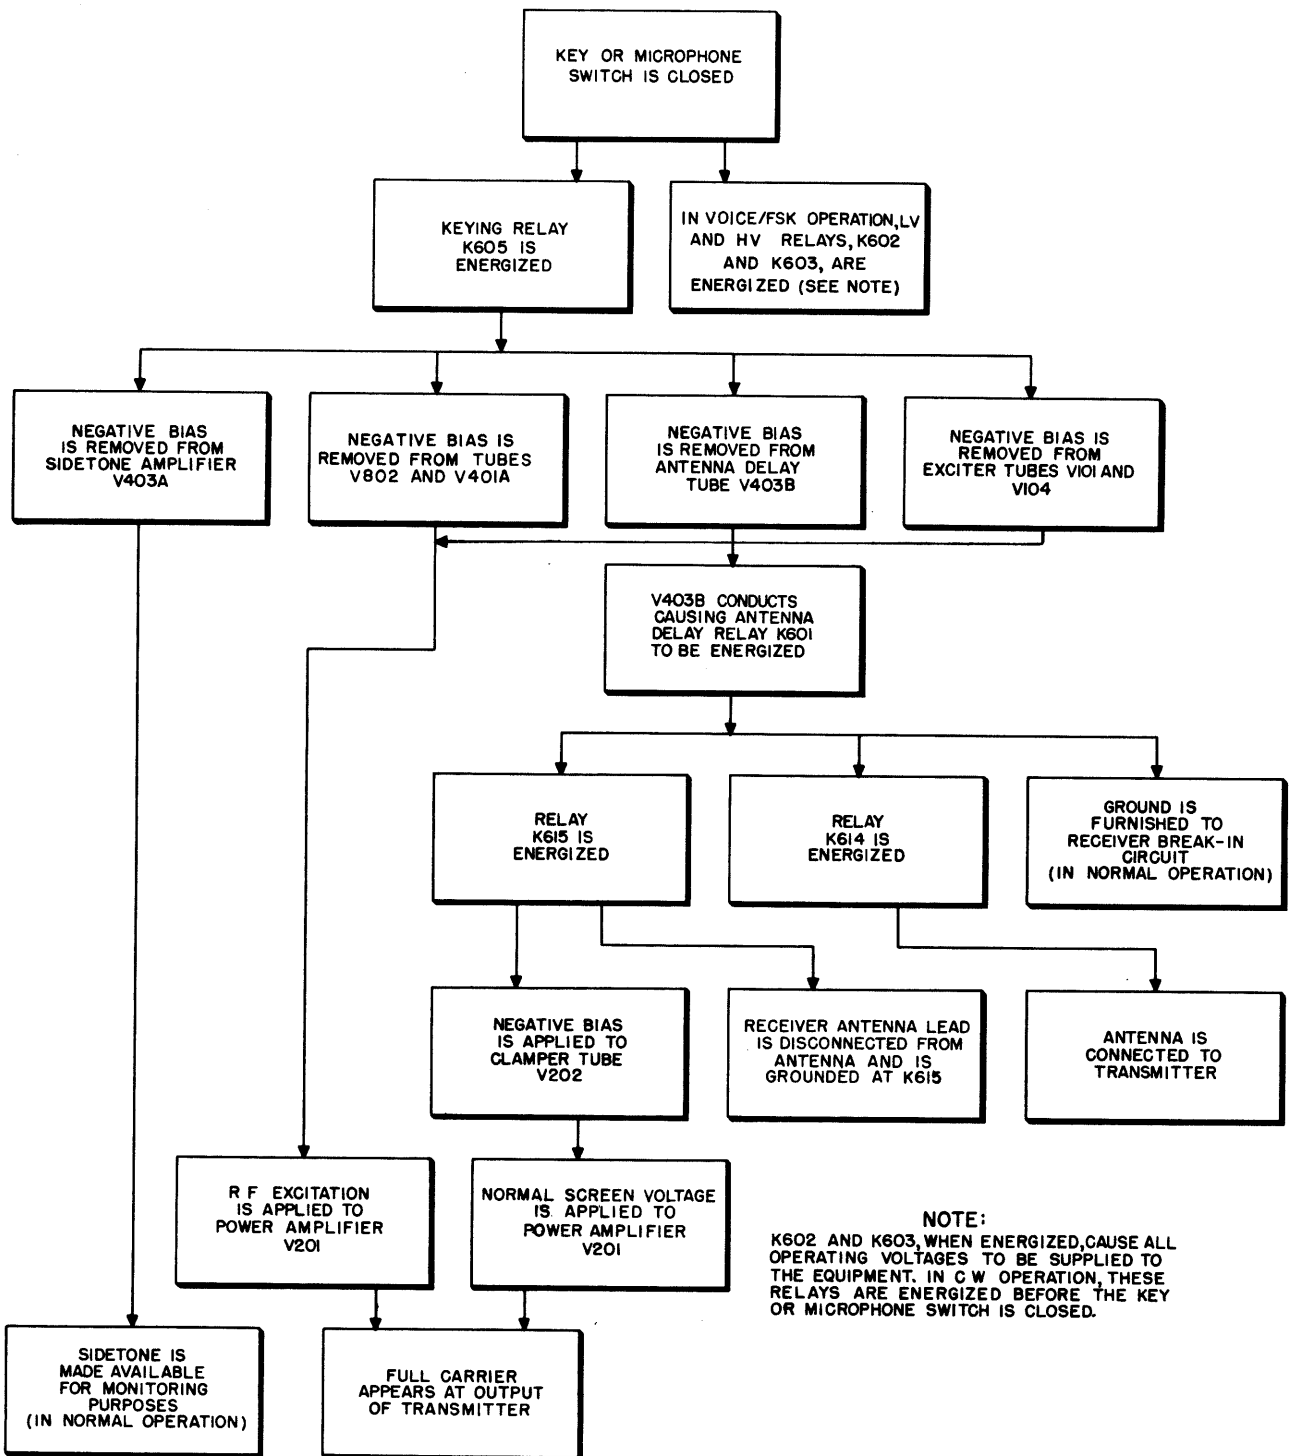 KEY OR MICROPHONE
SWITCH IS CLOSED
KEYING RELAY
K605 IS
ENERGIZED
IN VOICE/FSK OPERATION, LV
AND HV RELAYS, K602
AND K603, ARE
ENERGIZED (SEE NOTE)
NEGATIVE BIAS
IS REMOVED FROM
SIDETONE AMPLIFIER
V403A
NEGATIVE BIAS IS
REMOVED FROM TUBES
V802 AND V401A
NEGATIVE BIAS
IS REMOVED FROM
ANTENNA DELAY
TUBE V403B
NEGATIVE BIAS IS
REMOVED FROM
EXCITER TUBES V101 AND
V104
V403B CONDUCTS
CAUSING ANTENNA
DELAY RELAY K601
TO BE ENERGIZED
RELAY
K615 IS
ENERGIZED
RELAY
K614 IS
ENERGIZED
GROUND IS
FURNISHED TO
RECEIVER BREAK-IN
CIRCUIT
(IN NORMAL OPERATION)
NEGATIVE BIAS
IS APPLIED TO
CLAMPER TUBE
V202
RECEIVER ANTENNA LEAD
IS DISCONNECTED FROM
ANTENNA AND IS
GROUNDED AT K615
ANTENNA IS
CONNECTED TO
TRANSMITTER
R F EXCITATION
IS APPLIED TO
POWER AMPLIFIER
V201
NORMAL SCREEN VOLTAGE
IS APPLIED TO
POWER AMPLIFIER
V201
NOTE:
K602 AND K603, WHEN ENERGIZED, CAUSE ALL
OPERATING VOLTAGES TO BE SUPPLIED TO
THE EQUIPMENT. IN C W OPERATION, THESE
RELAYS ARE ENERGIZED BEFORE THE KEY
OR MICROPHONE SWITCH IS CLOSED.
SIDETONE IS
MADE AVAILABLE
FOR MONITORING
PURPOSES
(IN NORMAL OPERATION)
FULL CARRIER
APPEARS AT OUTPUT
OF TRANSMITTER